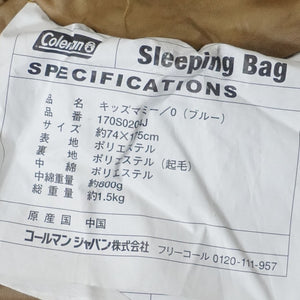 Coleman
Sleeping Bag
SPECIFICATIONS
品 名 キッズマミー/0（ブルー）
品 番 170S0200J
サイズ 約74×1
表 地 ポリエステル
裏 地 ポリエステル（起毛）
中 綿 ポリエステル
中綿重量 約800g
総 重 量 約1.5kg
原 産 国 中国
コールマン ジャパン株式会社 フリーコール 0120-111-957